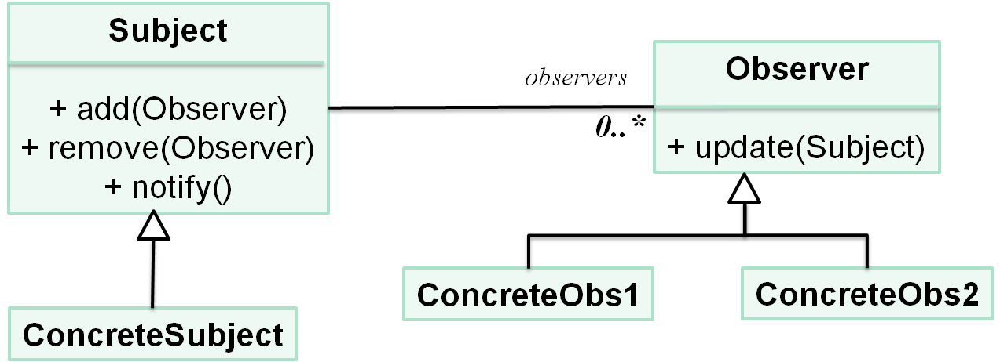 Subject
+ add(Observer)
+ remove(Observer)
+ notify()
observers
0..*
Observer
+ update(Subject)
ConcreteSubject
ConcreteObs1
ConcreteObs2